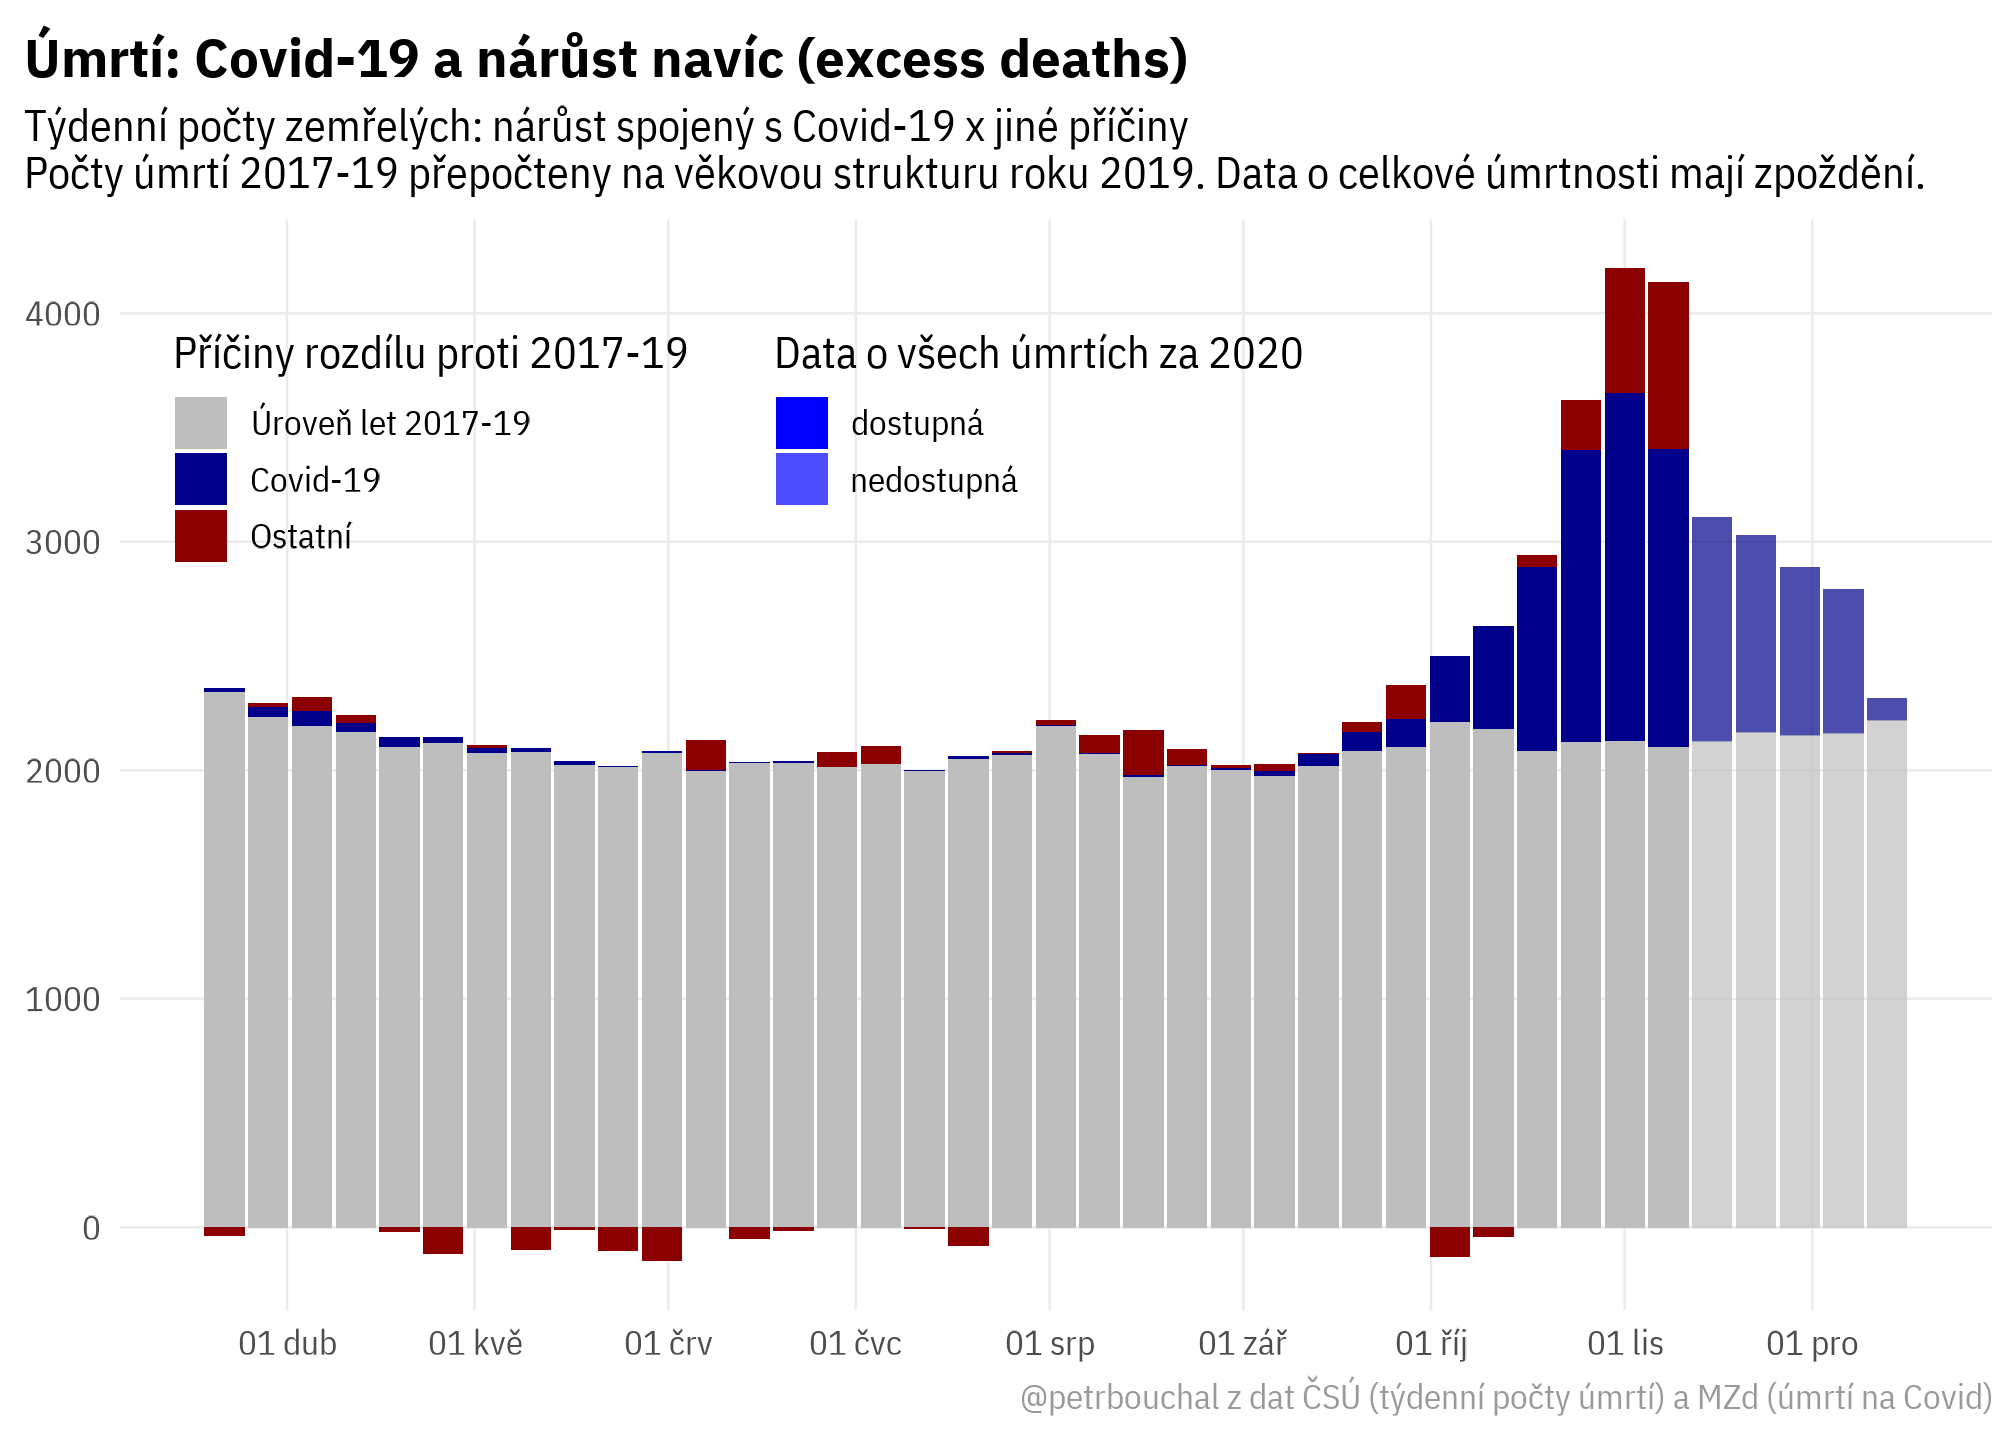 Úmrtí: Covid-19 a nárůst navíc (excess deaths)
Týdenní počty zemřelých: nárůst spojený s Covid-19 x jiné příčiny
Počty úmrtí 2017-19 přepočteny na věkovou strukturu roku 2019. Data o celkové úmrtnosti mají zpoždění.
4000
3000
2000
1000
0
Příčiny rozdílu proti 2017-19
Úroveň let 2017-19
Covid-19
Ostatní
Data o všech úmrtích za 2020
dostupná
nedostupná
01 dub
01 kvě
01 črv
01 čvc
01 srp
01 zář
01 říj
01 lis
01 pro
@petrbouchal z dat ČSÚ (týdenní počty úmrtí) a MZd (úmrtí na Covid)